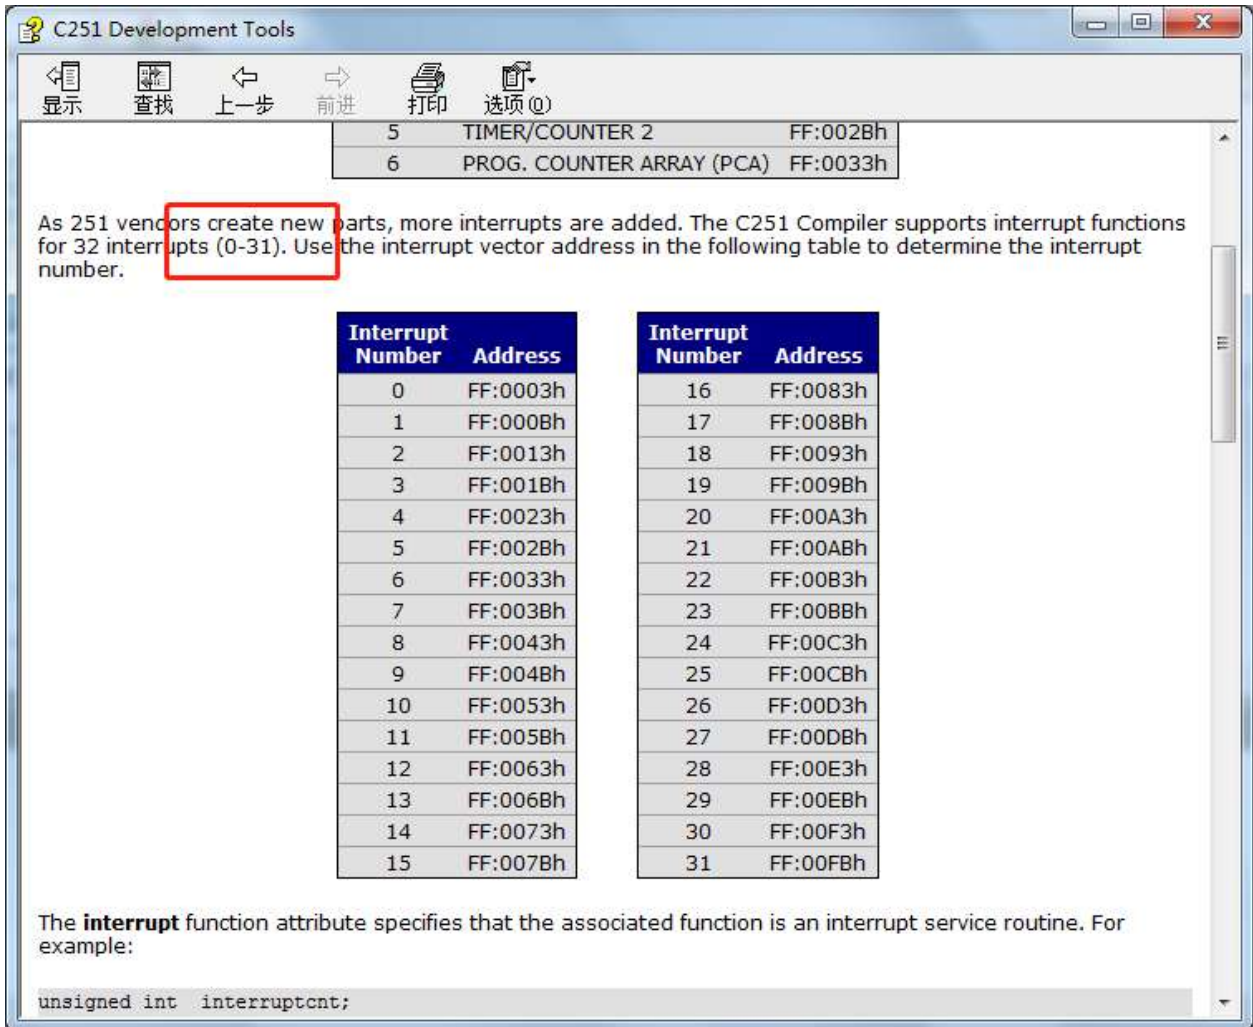 C251 Development Tools
显示 查找 上一步 前进 打印 选项(O)
5 TIMER/COUNTER 2 FF:002Bh
6 PROG. COUNTER ARRAY (PCA) FF:0033h
As 251 vendors create new parts, more interrupts are added. The C251 Compiler supports interrupt functions
for 32 interrupts (0-31). Use the interrupt vector address in the following table to determine the interrupt
number.
Interrupt Number Address Interrupt Number Address
0 FF:0003h 16 FF:0083h
1 FF:000Bh 17 FF:008Bh
2 FF:0013h 18 FF:0093h
3 FF:001Bh 19 FF:009Bh
4 FF:0023h 20 FF:00A3h
5 FF:002Bh 21 FF:00ABh
6 FF:0033h 22 FF:00B3h
7 FF:003Bh 23 FF:00BBh
8 FF:0043h 24 FF:00C3h
9 FF:004Bh 25 FF:00CBh
10 FF:0053h 26 FF:00D3h
11 FF:005Bh 27 FF:00DBh
12 FF:0063h 28 FF:00E3h
13 FF:006Bh 29 FF:00EBh
14 FF:0073h 30 FF:00F3h
15 FF:007Bh 31 FF:00FBh
The interrupt function attribute specifies that the associated function is an interrupt service routine. For
example:
unsigned int interruptcnt;